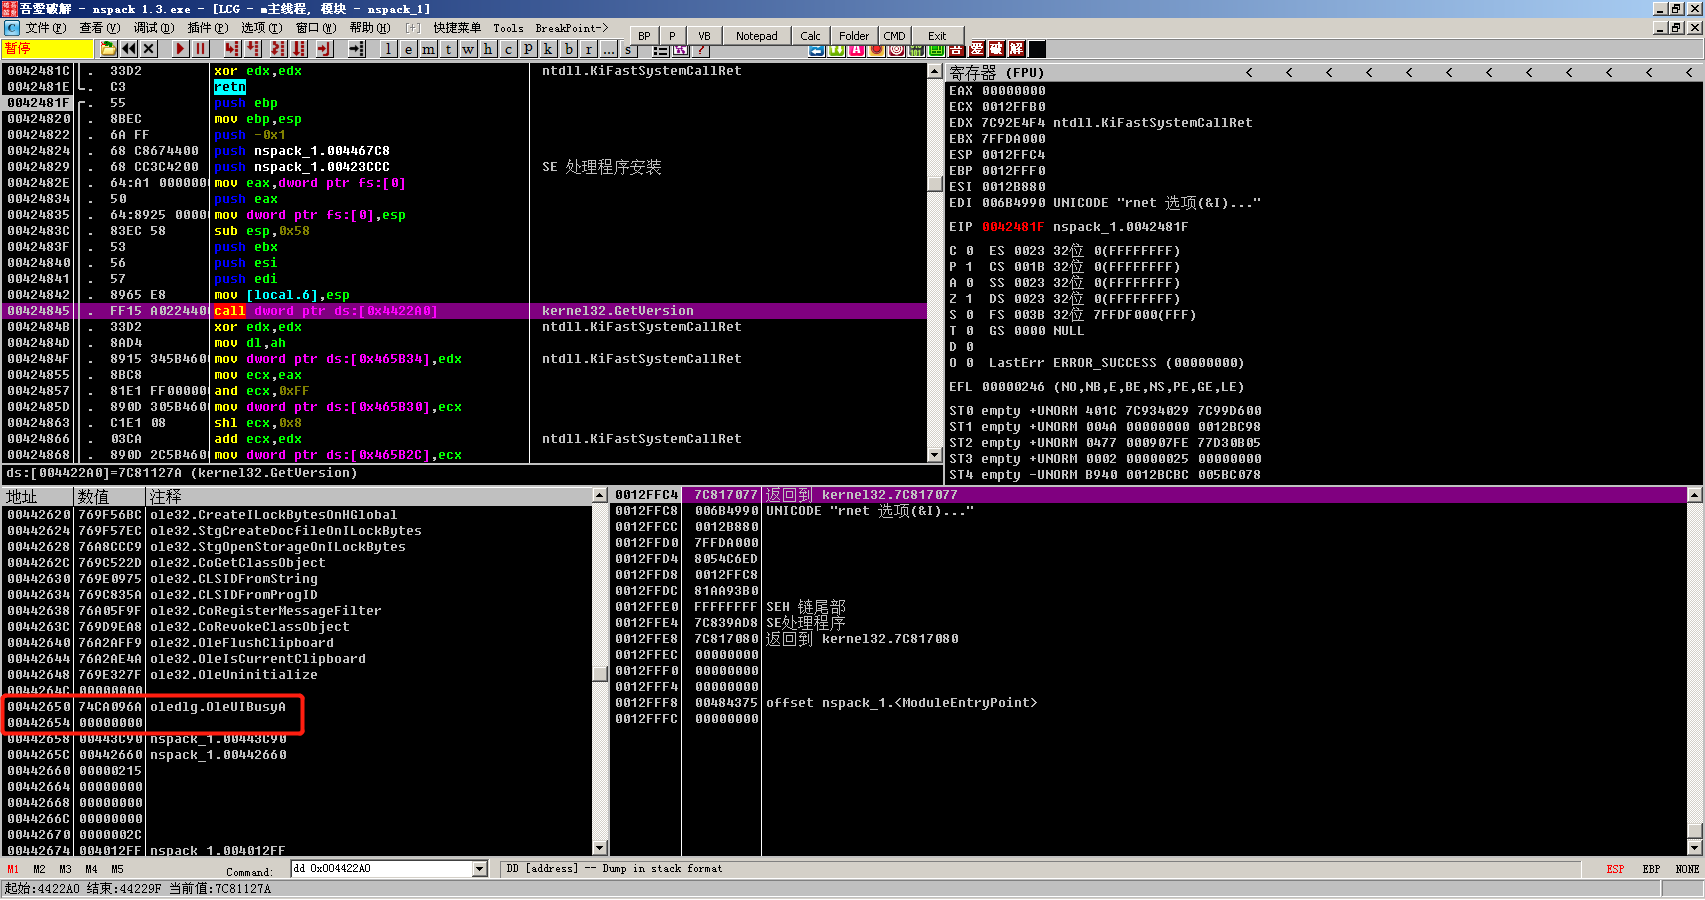 吾爱破解 - nspack 1.3.exe - [LCG - m主线程, 模块 - nspack_1]
文件(F) 查看(V) 调试(D) 插件(P) 选项(T) 窗口(W) 帮助(H) [+] 快捷菜单 Tools BreakPoint->
BP P VB Notepad Calc Folder CMD Exit
暂停
l e m t w h c p k b r ... s
吾 爱 破 解
0042481C . 33D2 xor edx,edx ntdll.KiFastSystemCallRet
0042481E . C3 retn
0042481F . 55 push ebp
00424820 . 8BEC mov ebp,esp
00424822 . 6A FF push -0x1
00424824 . 68 C8674400 push nspack_1.004467C8
00424829 . 68 CC3C4200 push nspack_1.00423CCC SE 处理程序安装
0042482E . 64:A1 0000000 mov eax,dword ptr fs:[0]
00424834 . 50 push eax
00424835 . 64:8925 00000 mov dword ptr fs:[0],esp
0042483C . 83EC 58 sub esp,0x58
0042483F . 53 push ebx
00424840 . 56 push esi
00424841 . 57 push edi
00424842 . 8965 E8 mov [local.6],esp
00424845 . FF15 A0224400 call dword ptr ds:[0x4422A0] kernel32.GetVersion
0042484B . 33D2 xor edx,edx ntdll.KiFastSystemCallRet
0042484D . 8AD4 mov dl,ah
0042484F . 8915 345B4600 mov dword ptr ds:[0x465B34],edx ntdll.KiFastSystemCallRet
00424855 . 8BC8 mov ecx,eax
00424857 . 81E1 FF000000 and ecx,0xFF
0042485D . 890D 305B4600 mov dword ptr ds:[0x465B30],ecx
00424863 . C1E1 08 shl ecx,0x8
00424866 . 03CA add ecx,edx ntdll.KiFastSystemCallRet
00424868 . 890D 2C5B4600 mov dword ptr ds:[0x465B2C],ecx
ds:[004422A0]=7C81127A (kernel32.GetVersion)
寄存器 (FPU) < < < < < < < < < < < <
EAX 00000000
ECX 0012FFB0
EDX 7C92E4F4 ntdll.KiFastSystemCallRet
EBX 7FFDA000
ESP 0012FFC4
EBP 0012FFF0
ESI 0012B880
EDI 006B4990 UNICODE "rnet 选项(&I)..."
EIP 0042481F nspack_1.0042481F
C 0 ES 0023 32位 0(FFFFFFFF)
P 1 CS 001B 32位 0(FFFFFFFF)
A 0 SS 0023 32位 0(FFFFFFFF)
Z 1 DS 0023 32位 0(FFFFFFFF)
S 0 FS 003B 32位 7FFDF000(FFF)
T 0 GS 0000 NULL
D 0
O 0 LastErr ERROR_SUCCESS (00000000)
EFL 00000246 (NO,NB,E,BE,NS,PE,GE,LE)
ST0 empty +UNORM 401C 7C934029 7C99D600
ST1 empty +UNORM 004A 00000000 0012BC98
ST2 empty +UNORM 0477 000907FE 77D30B05
ST3 empty +UNORM 0002 00000025 00000000
ST4 empty -UNORM B940 0012BCBC 005BC078
地址 数值 注释
00442620 769F56BC ole32.CreateILockBytesOnHGlobal
00442624 769F57EC ole32.StgCreateDocfileOnILockBytes
00442628 76A8CCC9 ole32.StgOpenStorageOnILockBytes
0044262C 769C522D ole32.CoGetClassObject
00442630 769E0975 ole32.CLSIDFromString
00442634 769C835A ole32.CLSIDFromProgID
00442638 76A05F9F ole32.CoRegisterMessageFilter
0044263C 769D9EA8 ole32.CoRevokeClassObject
00442640 76A2AFF9 ole32.OleFlushClipboard
00442644 76A2AE4A ole32.OleIsCurrentClipboard
00442648 769E327F ole32.OleUninitialize
0044264C 00000000
00442650 74CA096A oledlg.OleUIBusyA
00442654 00000000
00442658 00443C90 nspack_1.00443C90
0044265C 00442660 nspack_1.00442660
00442660 00000215
00442664 00000000
00442668 00000000
0044266C 00000000
00442670 0000002C
00442674 004012FF nspack_1.004012FF
0012FFC4 7C817077 返回到 kernel32.7C817077
0012FFC8 006B4990 UNICODE "rnet 选项(&I)..."
0012FFCC 0012B880
0012FFD0 7FFDA000
0012FFD4 8054C6ED
0012FFD8 0012FFC8
0012FFDC 81AA93B0
0012FFE0 FFFFFFFF SEH 链尾部
0012FFE4 7C839AD8 SE处理程序
0012FFE8 7C817080 返回到 kernel32.7C817080
0012FFEC 00000000
0012FFF0 00000000
0012FFF4 00000000
0012FFF8 00484375 offset nspack_1.<ModuleEntryPoint>
0012FFFC 00000000
M1 M2 M3 M4 M5 Command: dd 0x004422A0 DD [address] -- Dump in stack format ESP EBP NONE
起始:4422A0 结束:44229F 当前值:7C81127A